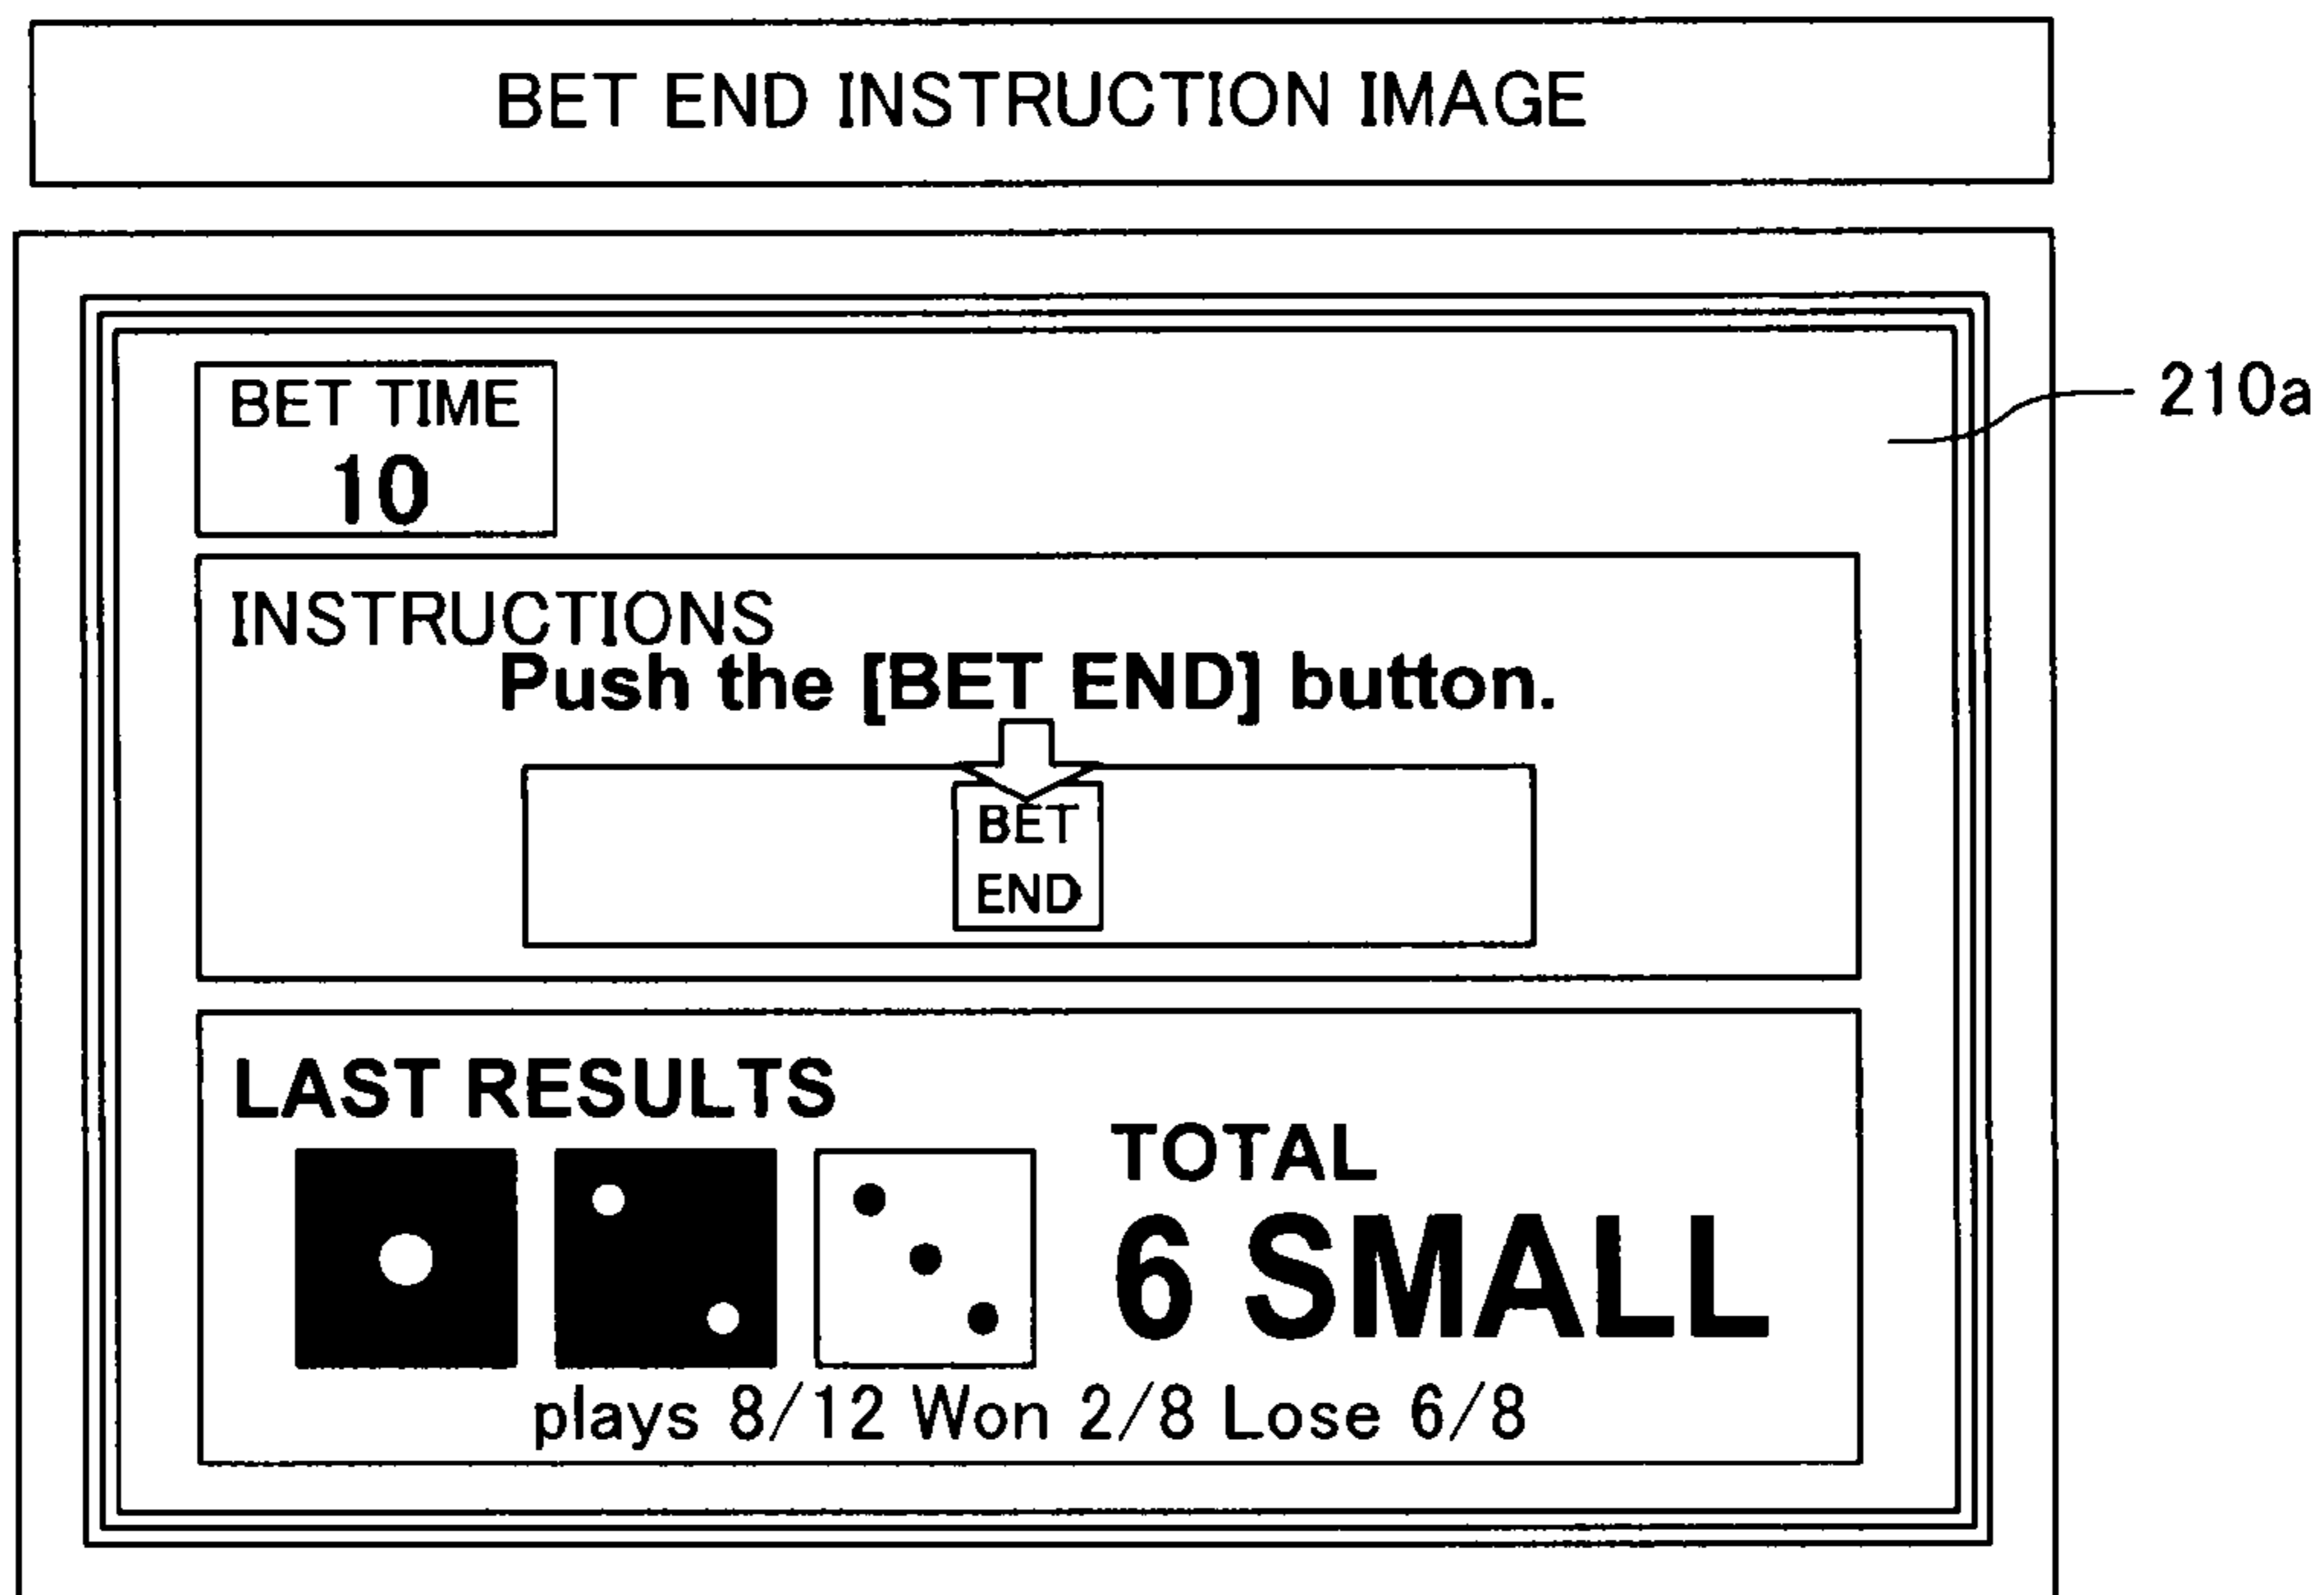 BET END INSTRUCTION IMAGE
BET TIME
10
210a
INSTRUCTIONS
Push the [BET END] button.
BET
END
LAST RESULTS
TOTAL
6 SMALL
plays 8/12 Won 2/8 Lose 6/8